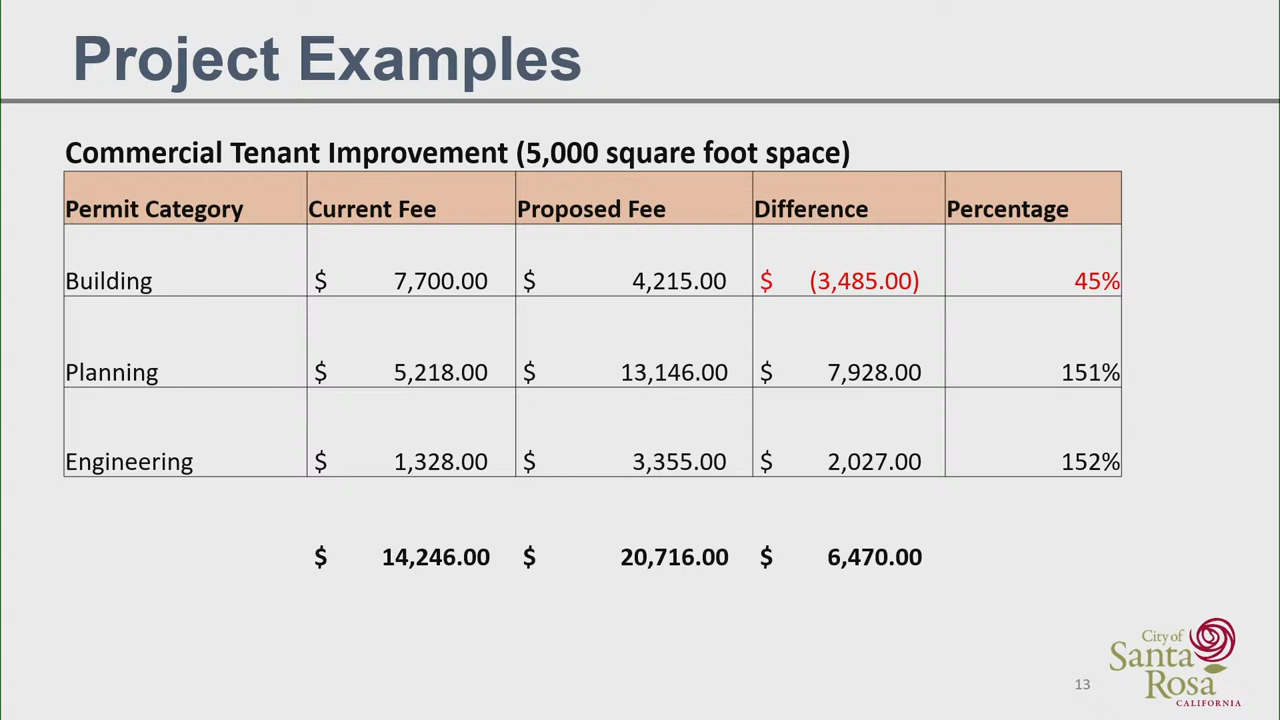 Project Examples
Commercial Tenant Improvement (5,000 square foot space)
Permit Category Current Fee Proposed Fee Difference Percentage
Building $ 7,700.00 $ 4,215.00 $ (3,485.00) 45%
Planning $ 5,218.00 $ 13,146.00 $ 7,928.00 151%
Engineering $ 1,328.00 $ 3,355.00 $ 2,027.00 152%
$ 14,246.00 $ 20,716.00 $ 6,470.00
City of
Santa
Rosa
CALIFORNIA
13